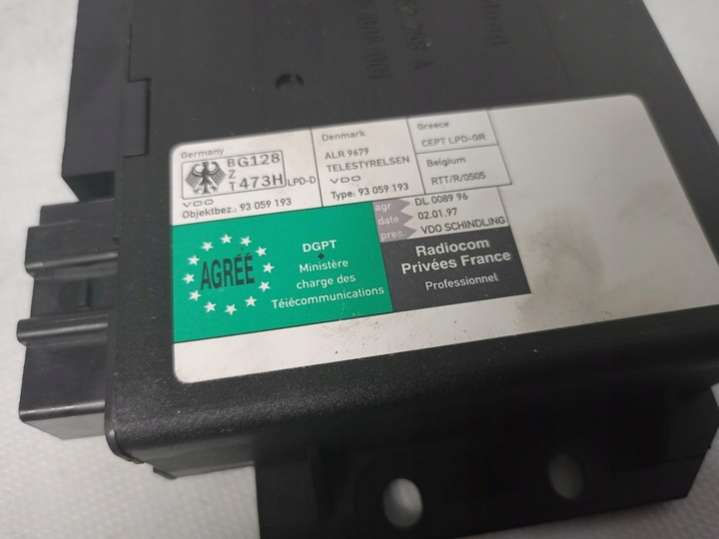 Germany
BG128
Z
T473H LPD-D
VDO
Objektbez.: 93 059 193
Denmark
ALR 9679
TELESTYRELSEN
VDO
Type: 93 059 193
Greece
CEPT LPD-GR
Belgium
RTT/R/0505
agr DL 0089 96
date 02.01.97
pres. VDO SCHINDLING
AGRÉÉ
DGPT
Ministère
charge des
Télécommunications
Radiocom
Privées France
Professionnel